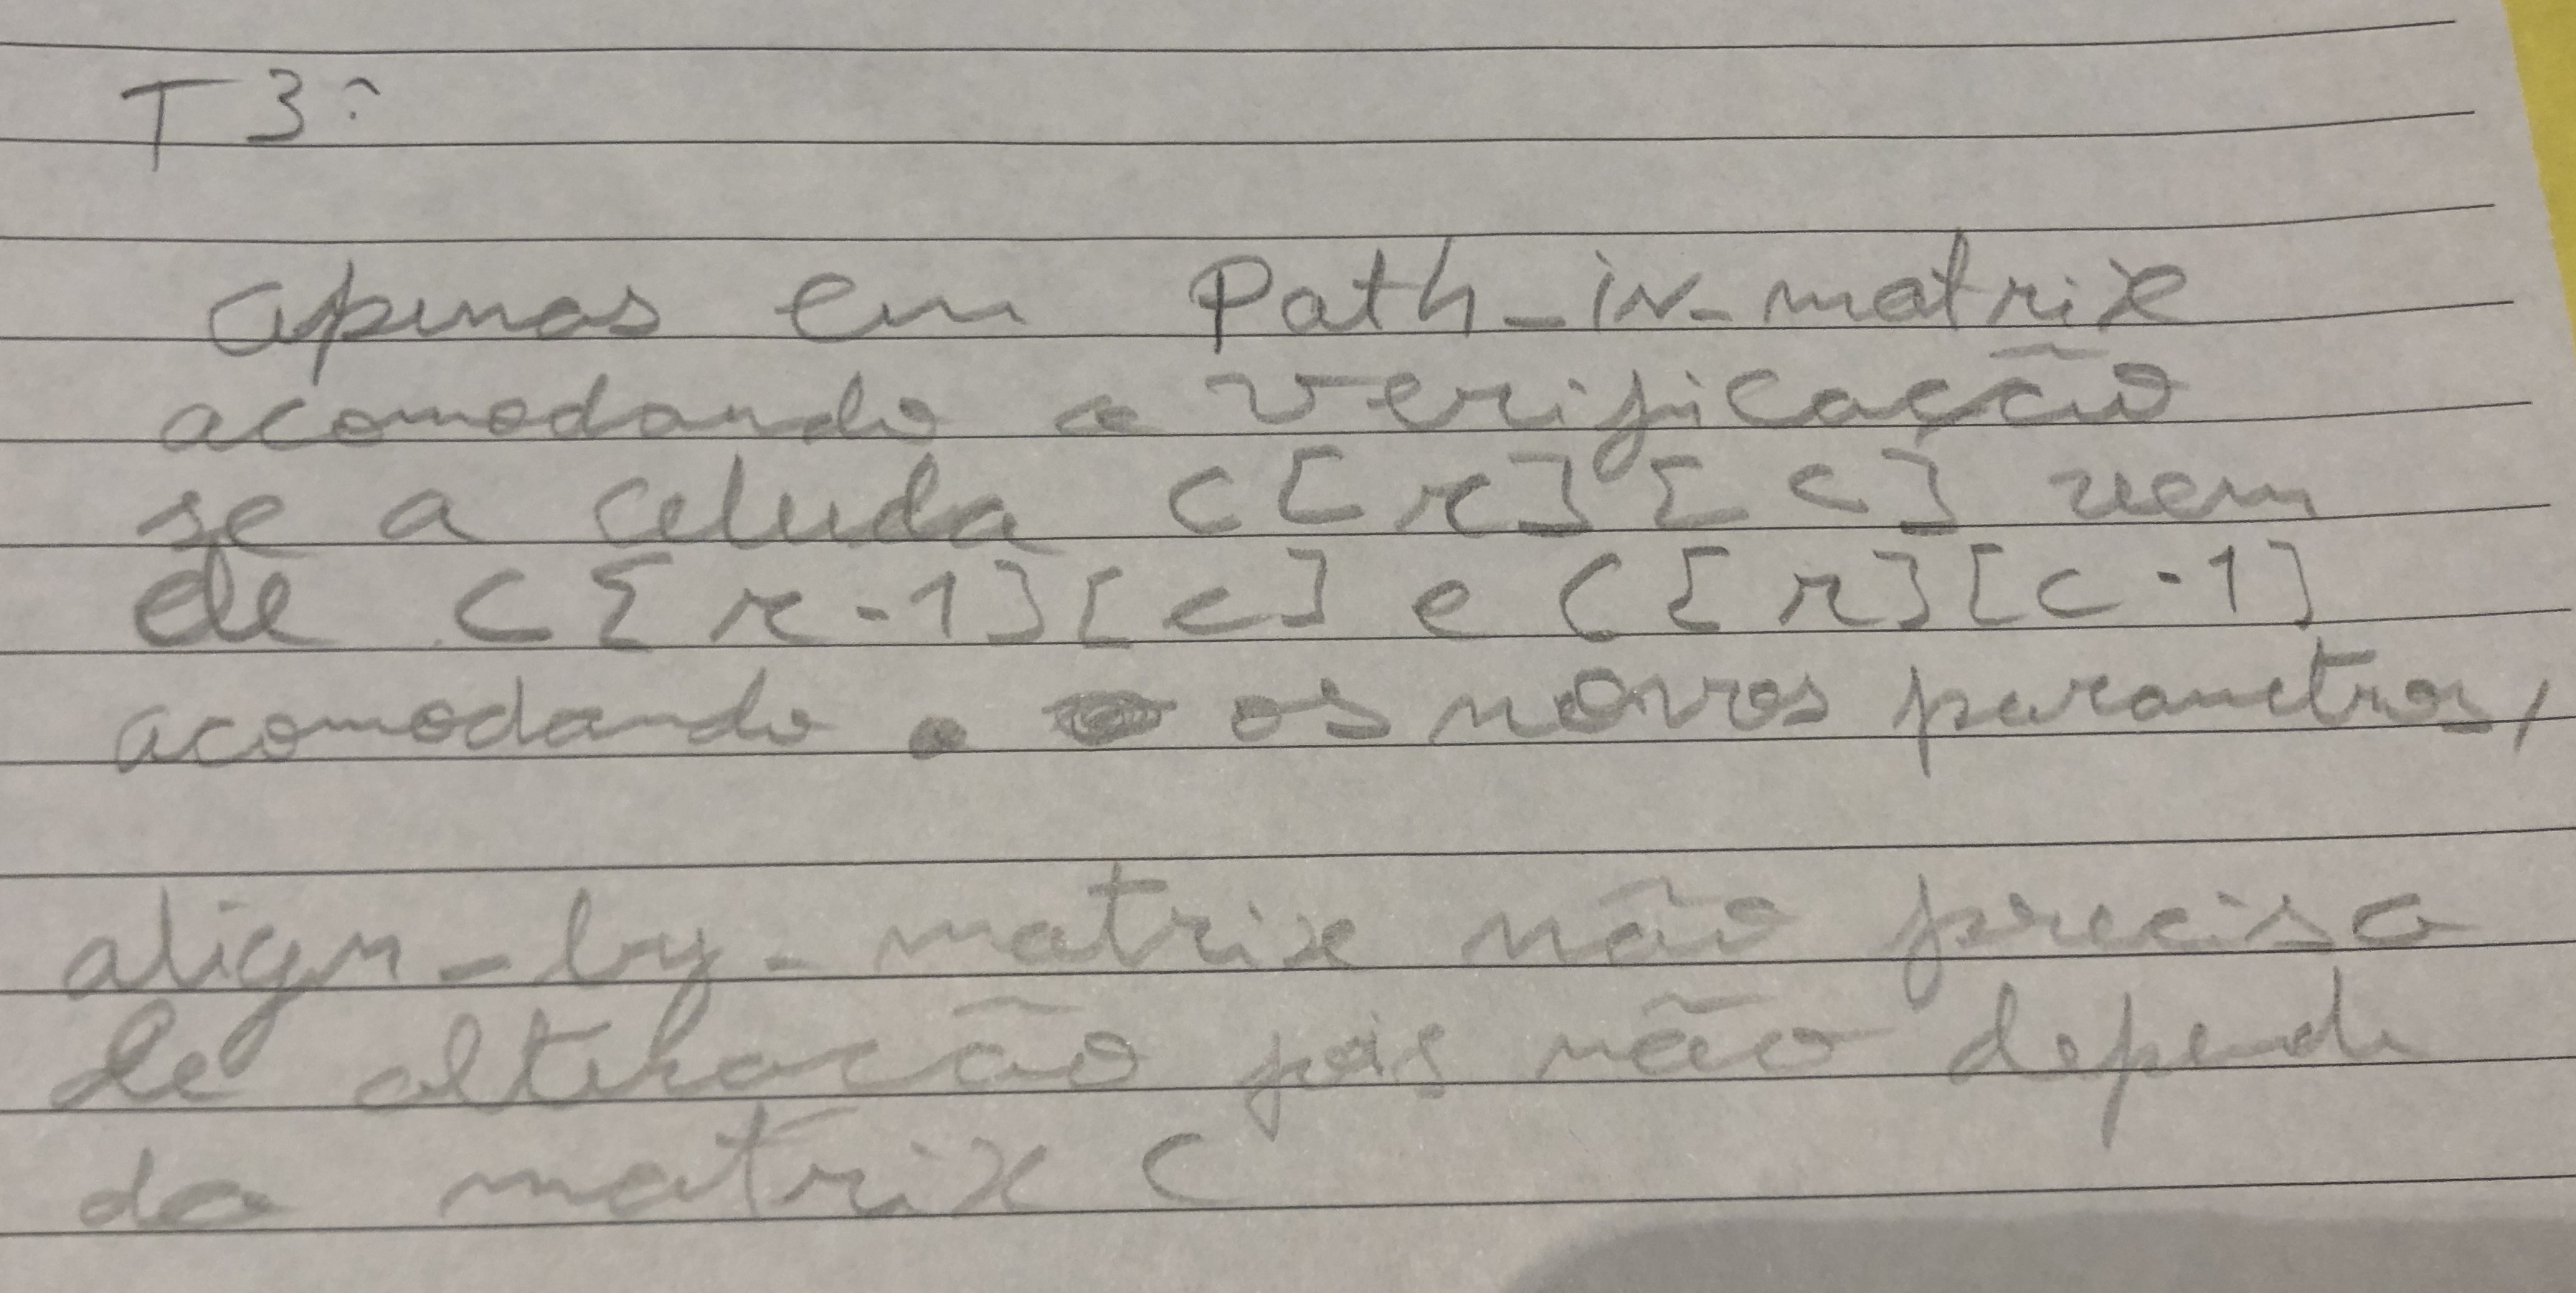 T3:
apenas em Path_in_matrix
acomodando a verificação
se a celula C[r][c] vem
de C[r-1][c] e C[r][c-1]
acomodando os novos parametros,
align_by_matrix não precisa
de alteração pois não depende
da matrix C